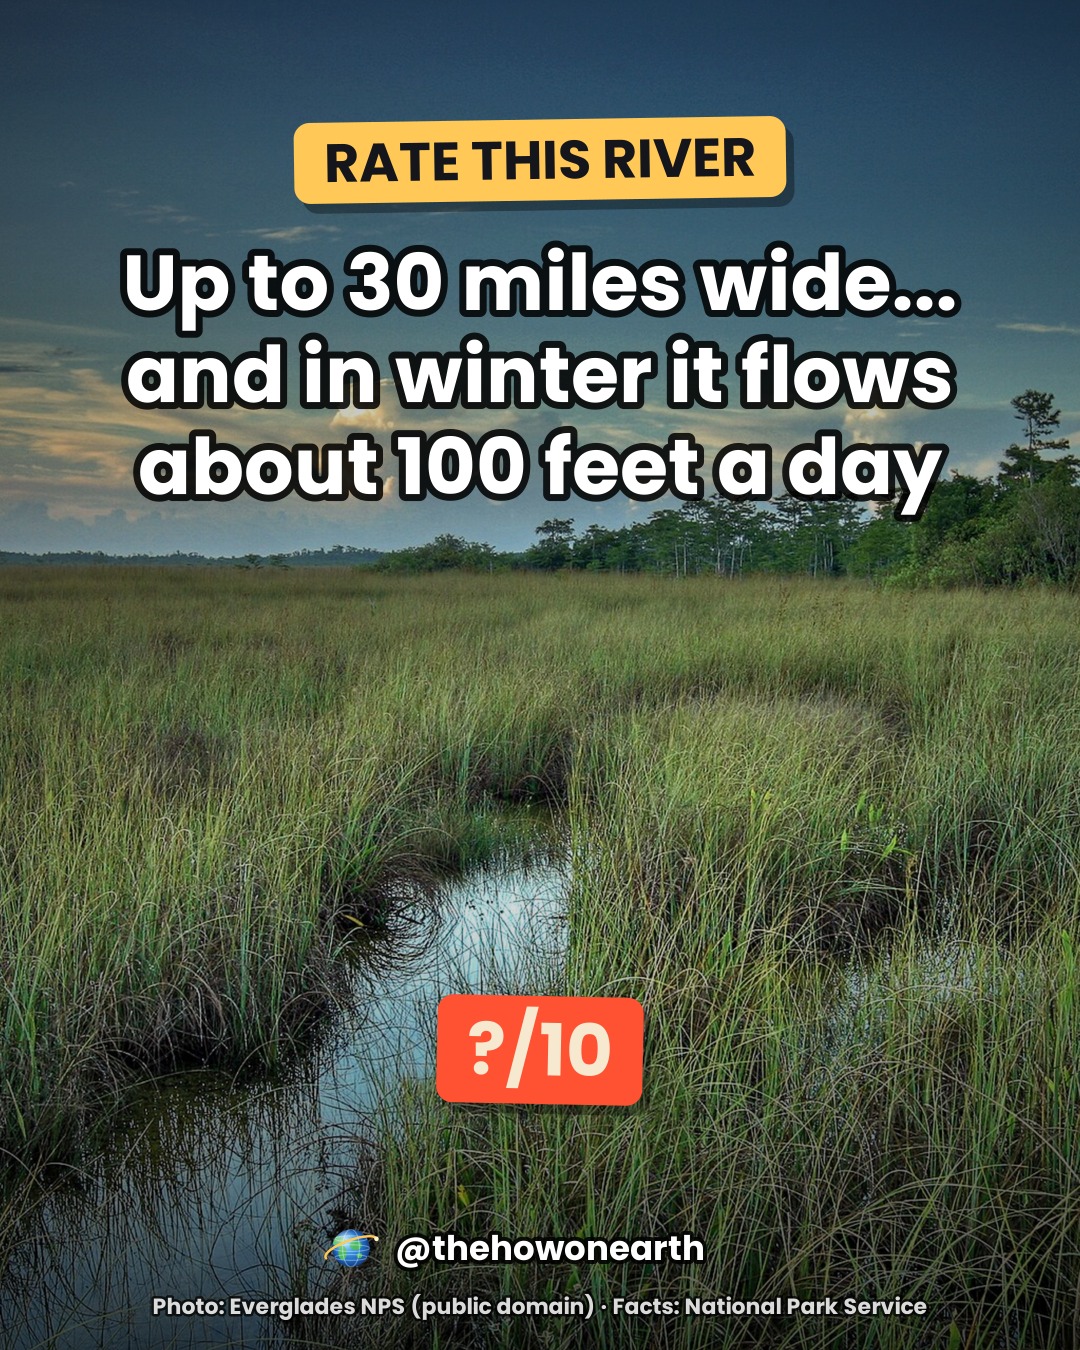 RATE THIS RIVER
Up to 30 miles wide...
and in winter it flows
about 100 feet a day
?/10
@thehowonearth
Photo: Everglades NPS (public domain) · Facts: National Park Service